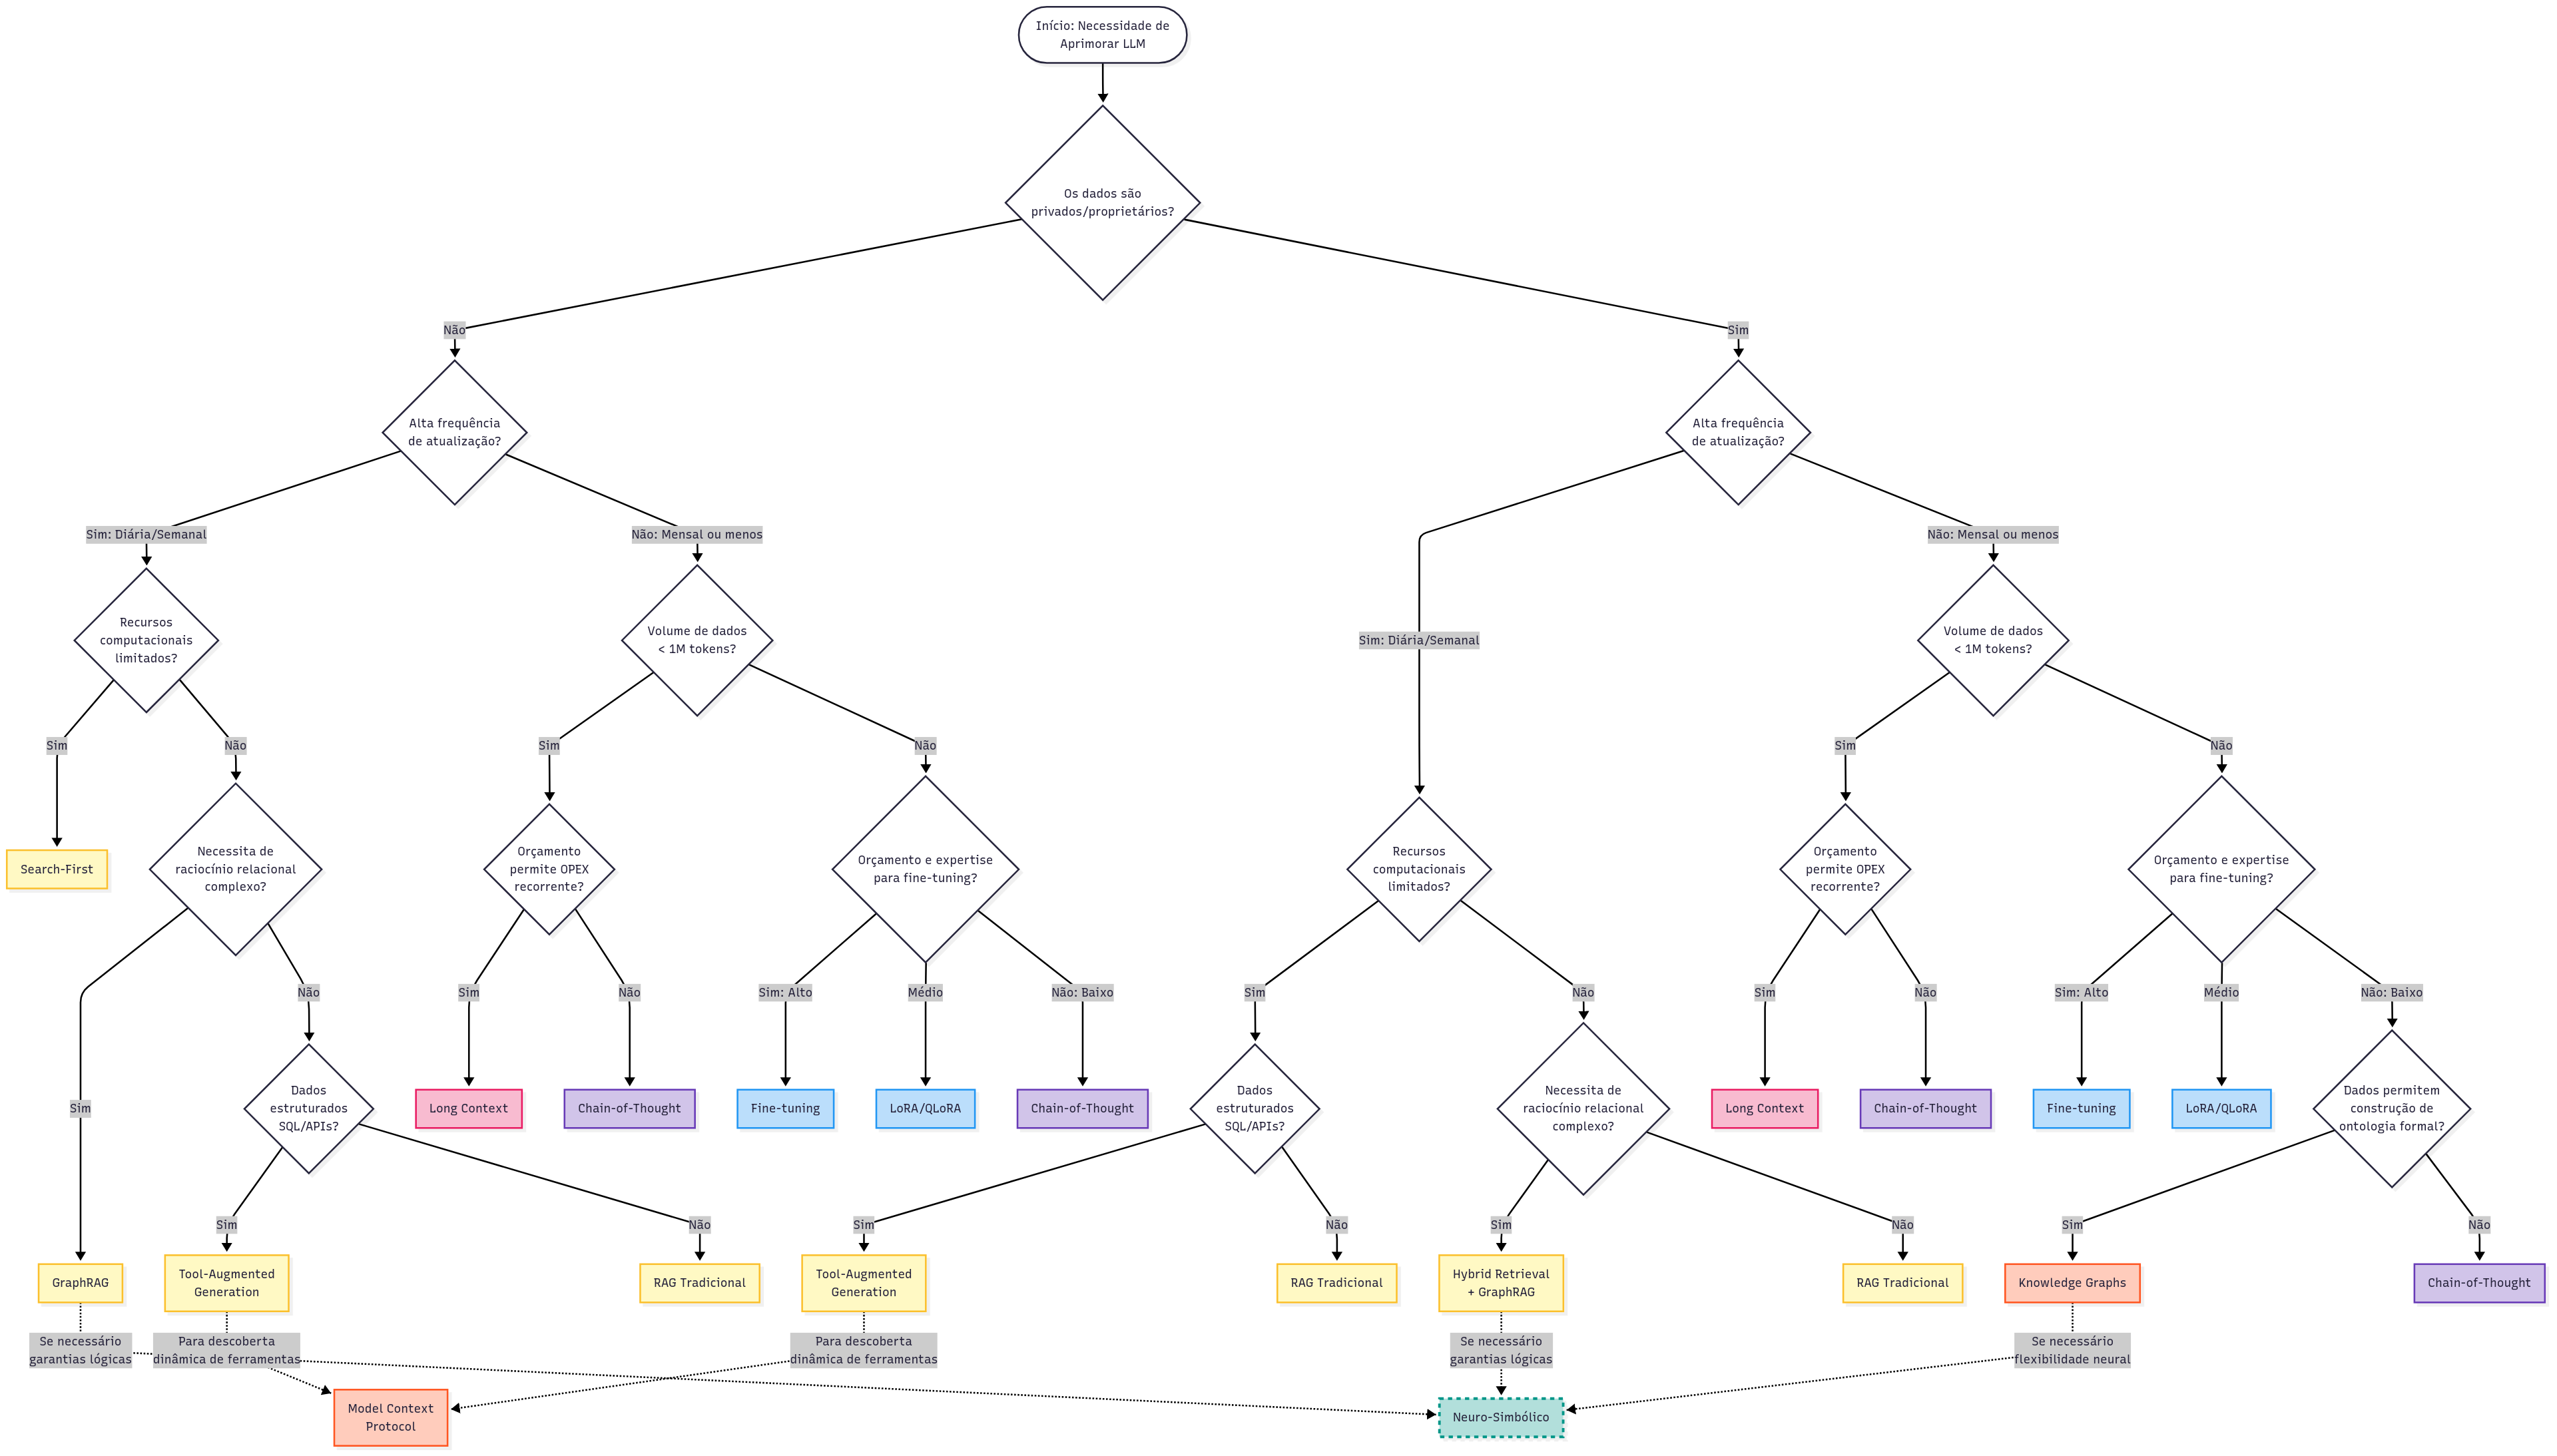 Início: Necessidade de
Aprimorar LLM
Os dados são
privados/proprietários?
Não
Sim
Alta frequência
de atualização?
Alta frequência
de atualização?
Sim: Diária/Semanal
Não: Mensal ou menos
Não: Mensal ou menos
Recursos
computacionais
limitados?
Volume de dados
< 1M tokens?
Sim: Diária/Semanal
Volume de dados
< 1M tokens?
Sim
Não
Sim
Não
Sim
Não
Search-First
Necessita de
raciocínio relacional
complexo?
Orçamento
permite OPEX
recorrente?
Orçamento e expertise
para fine-tuning?
Recursos
computacionais
limitados?
Orçamento
permite OPEX
recorrente?
Orçamento e expertise
para fine-tuning?
Não
Sim
Não
Sim: Alto
Médio
Não: Baixo
Sim
Não
Sim
Não
Sim: Alto
Médio
Não: Baixo
Sim
Dados
estruturados
SQL/APIs?
Long Context
Chain-of-Thought
Fine-tuning
LoRA/QLoRA
Chain-of-Thought
Dados
estruturados
SQL/APIs?
Necessita de
raciocínio relacional
complexo?
Long Context
Chain-of-Thought
Fine-tuning
LoRA/QLoRA
Dados permitem
construção de
ontologia formal?
Sim
Não
Sim
Não
Sim
Não
Sim
Não
GraphRAG
Tool-Augmented
Generation
RAG Tradicional
Tool-Augmented
Generation
RAG Tradicional
Hybrid Retrieval
+ GraphRAG
RAG Tradicional
Knowledge Graphs
Chain-of-Thought
Se necessário
garantias lógicas
Para descoberta
dinâmica de ferramentas
Para descoberta
dinâmica de ferramentas
Se necessário
garantias lógicas
Se necessário
flexibilidade neural
Model Context
Protocol
Neuro-Simbólico